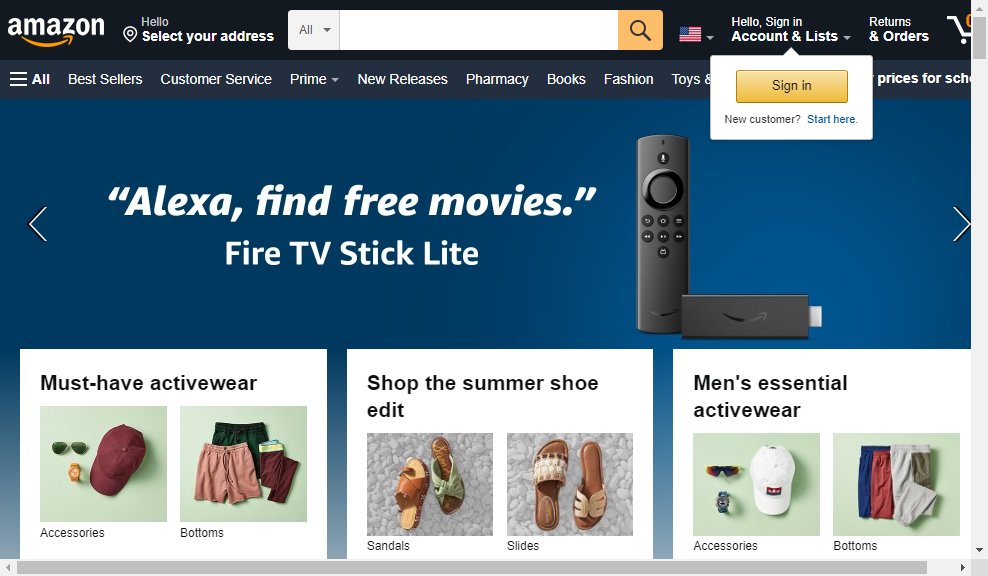 amazon
Hello
Select your address
All
Hello, Sign in
Account & Lists
Returns
& Orders
All
Best Sellers
Customer Service
Prime
New Releases
Pharmacy
Books
Fashion
Toys &
prices for
Sign in
New customer? Start here.
“Alexa, find free movies.”
Fire TV Stick Lite
Must-have activewear
Accessories
Bottoms
Shop the summer shoe
edit
Sandals
Slides
Men's essential
activewear
Accessories
Bottoms